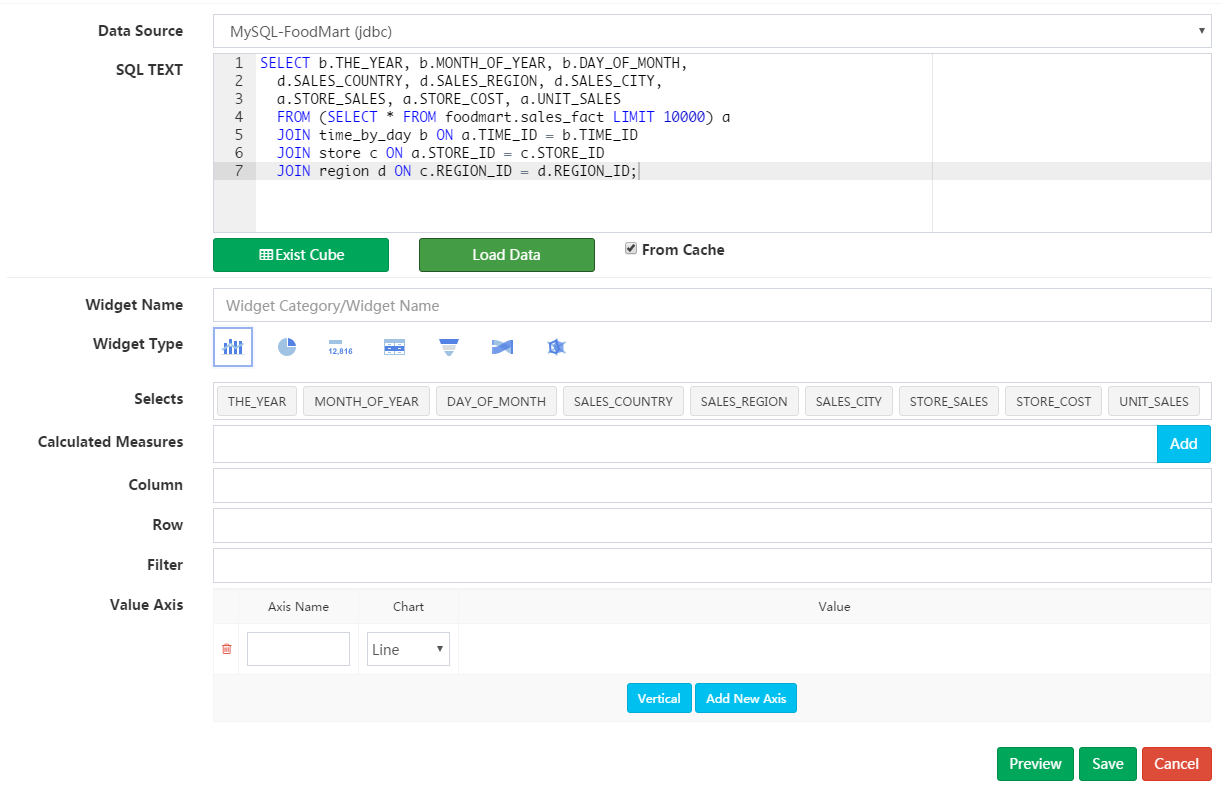 Data Source
MySQL-FoodMart (jdbc)
SQL TEXT
1 SELECT b.THE_YEAR, b.MONTH_OF_YEAR, b.DAY_OF_MONTH,
2 d.SALES_COUNTRY, d.SALES_REGION, d.SALES_CITY,
3 a.STORE_SALES, a.STORE_COST, a.UNIT_SALES
4 FROM (SELECT * FROM foodmart.sales_fact LIMIT 10000) a
5 JOIN time_by_day b ON a.TIME_ID = b.TIME_ID
6 JOIN store c ON a.STORE_ID = c.STORE_ID
7 JOIN region d ON c.REGION_ID = d.REGION_ID;
Exist Cube Load Data From Cache
Widget Name
Widget Category/Widget Name
Widget Type
12,816
Selects
THE_YEAR MONTH_OF_YEAR DAY_OF_MONTH SALES_COUNTRY SALES_REGION SALES_CITY STORE_SALES STORE_COST UNIT_SALES
Calculated Measures
Add
Column
Row
Filter
Value Axis
Axis Name Chart Value
Line
Vertical Add New Axis
Preview Save Cancel